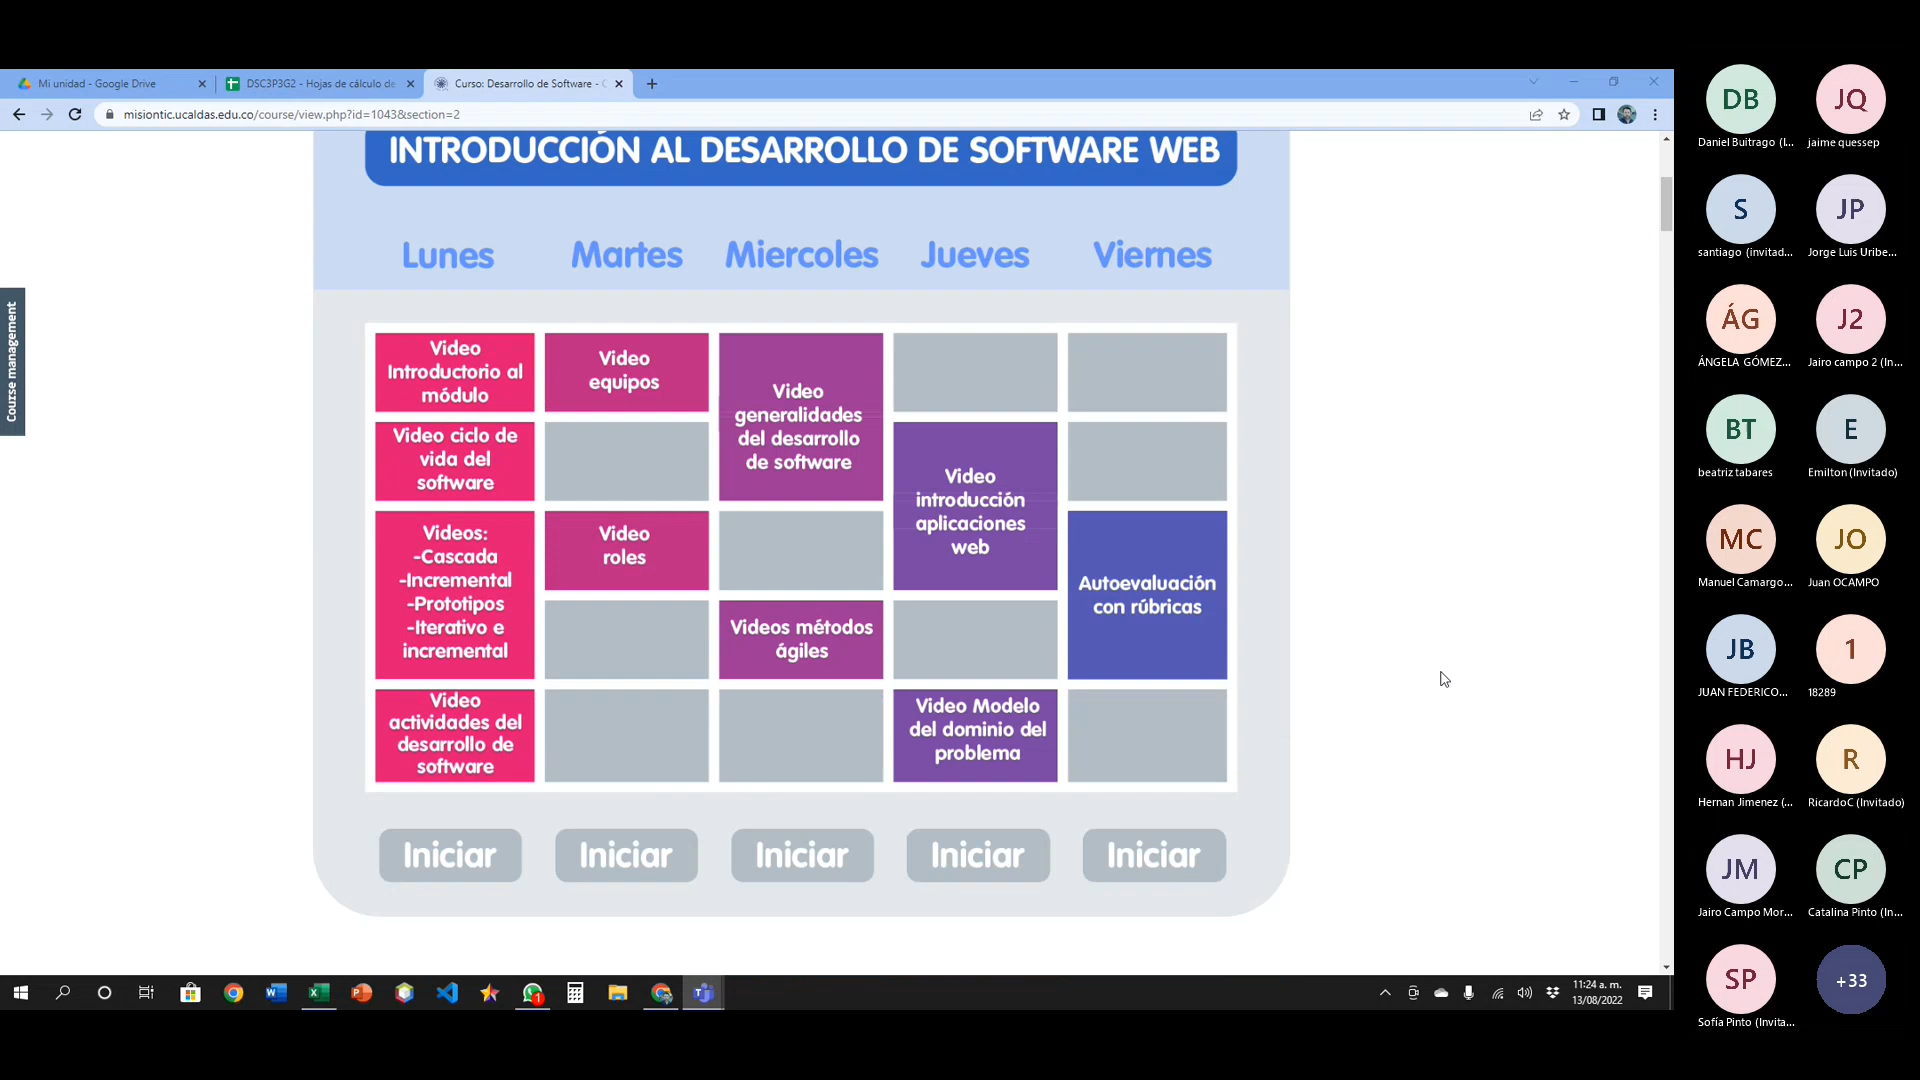 Mi unidad - Google Drive
DSC3P3G2 - Hojas de cálculo de
Curso: Desarrollo de Software - C
misiontic.ucaldas.edu.co/course/view.php?id=1043&section=2
Course management
INTRODUCCIÓN AL DESARROLLO DE SOFTWARE WEB
Lunes
Martes
Miercoles
Jueves
Viernes
Video
Introductorio al
módulo
Video
equipos
Video
generalidades
del desarrollo
de software
Video ciclo de
vida del
software
Video
introducción
aplicaciones
web
Videos:
-Cascada
-Incremental
-Prototipos
-Iterativo e
incremental
Video
roles
Autoevaluación
con rúbricas
Videos métodos
ágiles
Video
actividades del
desarrollo de
software
Video Modelo
del dominio del
problema
Iniciar
Iniciar
Iniciar
Iniciar
Iniciar
1
11:24 a. m.
13/08/2022
DB
Daniel Buitrago (I...
JQ
jaime quessep
S
santiago (invitad...
JP
Jorge Luis Uribe...
ÁG
ÁNGELA GÓMEZ...
J2
Jairo campo 2 (In...
BT
beatriz tabares
E
Emilton (Invitado)
MC
Manuel Camargo...
JO
Juan OCAMPO
JB
JUAN FEDERICO...
1
18289
HJ
Hernan Jimenez (...
R
RicardoC (Invitado)
JM
Jairo Campo Mor...
CP
Catalina Pinto (In...
SP
Sofía Pinto (Invita...
+33